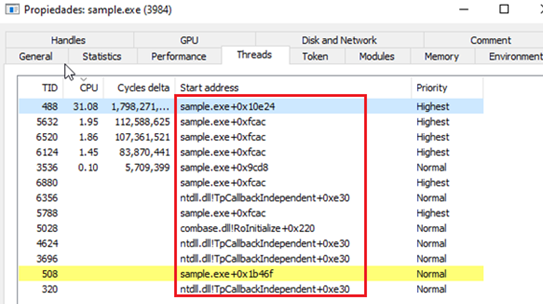 Propiedades: sample.exe (3984)
Handles GPU Disk and Network Comment
General Statistics Performance Threads Token Modules Memory Environment
TID CPU Cycles delta Start address Priority
488 31.08 1,798,271,... sample.exe+0x10e24 Highest
5632 1.95 112,588,625 sample.exe+0xfcac Highest
6520 1.86 107,361,521 sample.exe+0xfcac Highest
6124 1.45 83,870,441 sample.exe+0xfcac Highest
3536 0.10 5,709,399 sample.exe+0x9cd8 Normal
6880 sample.exe+0xfcac Highest
6356 ntdll.dll!TpCallbackIndependent+0xe30 Normal
5788 sample.exe+0xfcac Highest
5028 combase.dll!RoInitialize+0x220 Normal
4624 ntdll.dll!TpCallbackIndependent+0xe30 Normal
3696 ntdll.dll!TpCallbackIndependent+0xe30 Normal
508 sample.exe+0x1b46f Normal
320 ntdll.dll!TpCallbackIndependent+0xe30 Normal